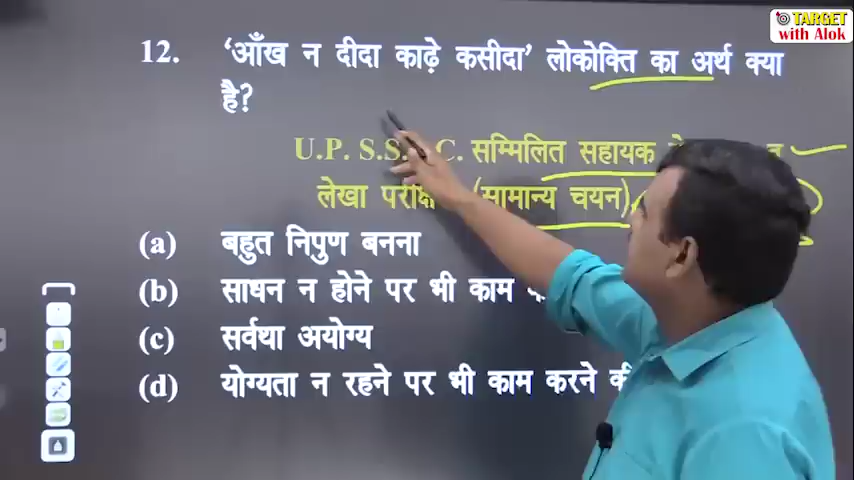 TARGET
with Alok
12. 'आँख न दीदा काढ़े कसीदा' लोकोक्ति का अर्थ क्या
है?
U.P. S.S. C. सम्मिलित सहायक
लेखा (सामान्य चयन)
(a) बहुत निपुण बनना
(b) साधन न होने पर भी काम
(c) सर्वथा अयोग्य
(d) योग्यता न रहने पर भी काम करने